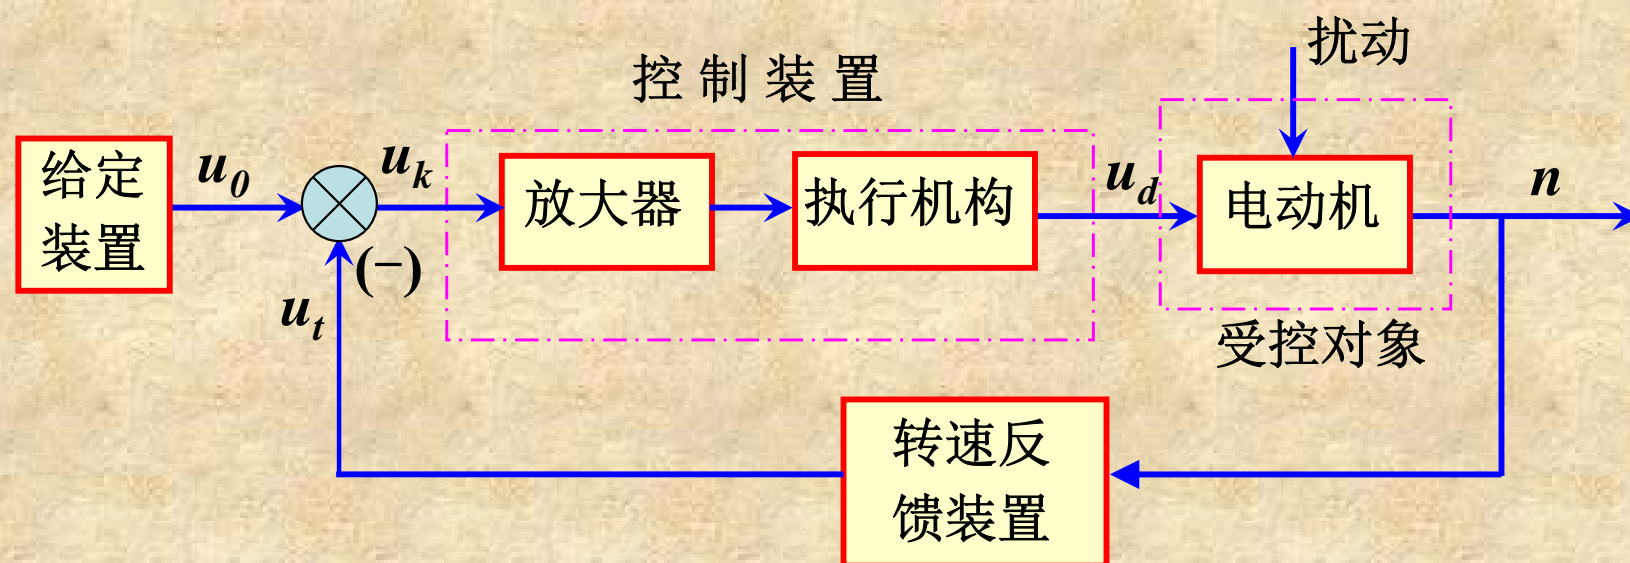 扰动
控制装置
给定
装置
u0
uk
放大器
执行机构
ud
电动机
n
(−)
ut
受控对象
转速反
馈装置